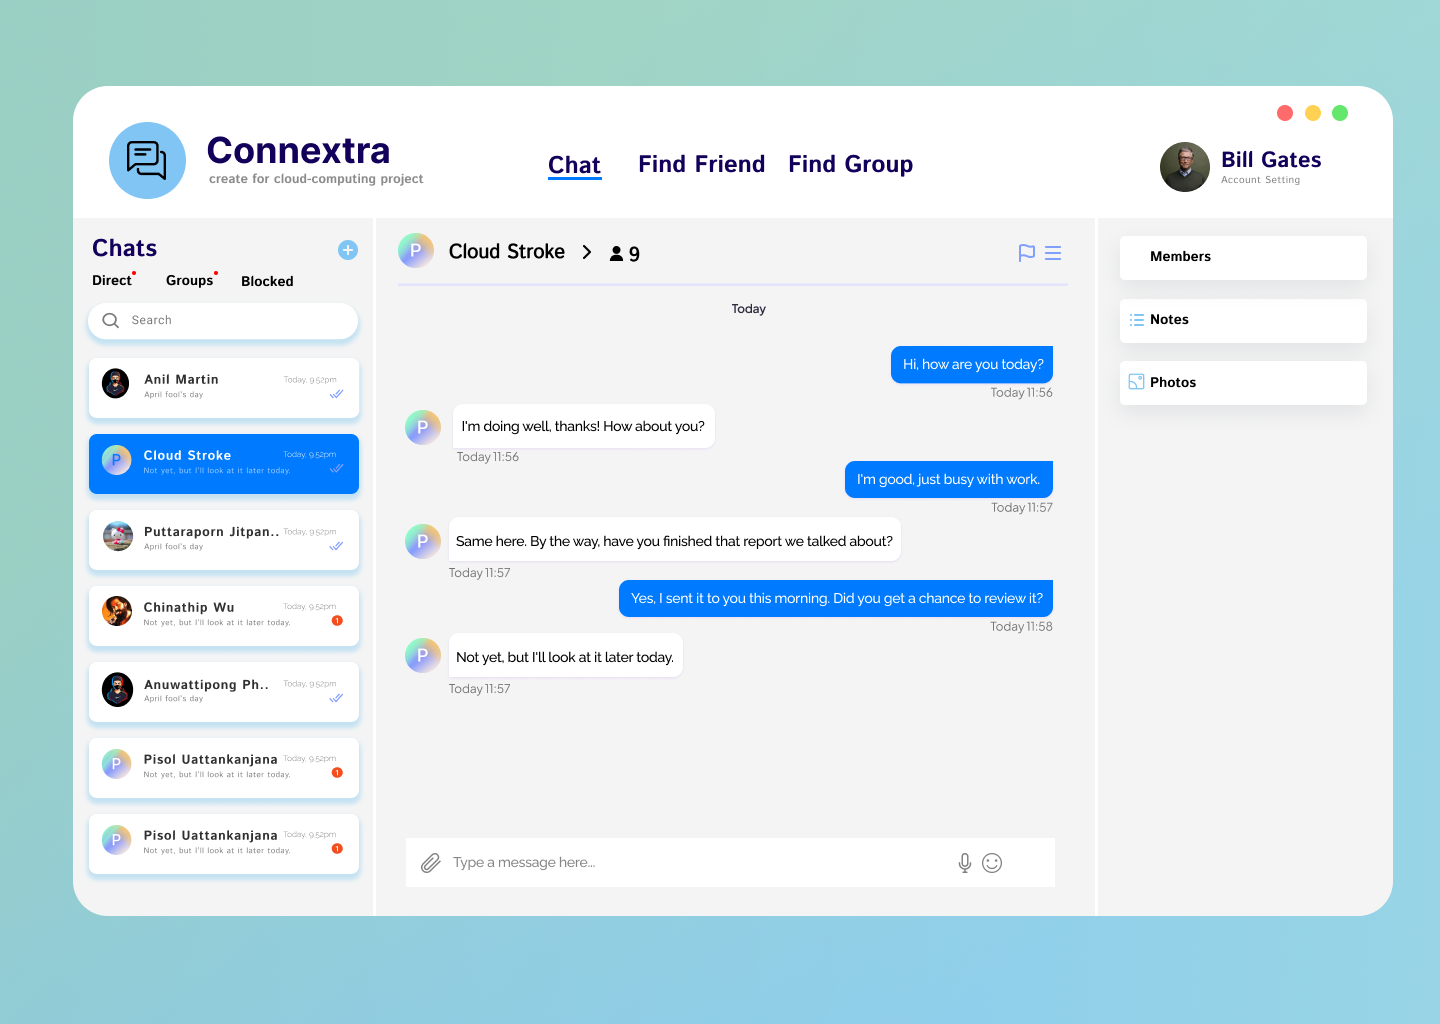 Connextra
create for cloud-computing project
Chat
Find Friend
Find Group
Bill Gates
Account Setting
Chats
Direct
Groups
Blocked
Search
Anil Martin
Today, 9.52pm
April fool's day
P
Cloud Stroke
Today, 9.52pm
Not yet, but I'll look at it later today.
Puttaraporn Jitpan..
Today, 9.52pm
April fool's day
Chinathip Wu
Today, 9.52pm
Not yet, but I'll look at it later today.
1
Anuwattipong Ph..
Today, 9.52pm
April fool's day
P
Pisol Uattankanjana
Today, 9.52pm
Not yet, but I'll look at it later today.
1
P
Pisol Uattankanjana
Today, 9.52pm
Not yet, but I'll look at it later today.
1
P
Cloud Stroke
9
Today
Hi, how are you today?
Today 11:56
P
I'm doing well, thanks! How about you?
Today 11:56
I'm good, just busy with work.
Today 11:57
P
Same here. By the way, have you finished that report we talked about?
Today 11:57
Yes, I sent it to you this morning. Did you get a chance to review it?
Today 11:58
P
Not yet, but I'll look at it later today.
Today 11:57
Type a message here...
Members
Notes
Photos